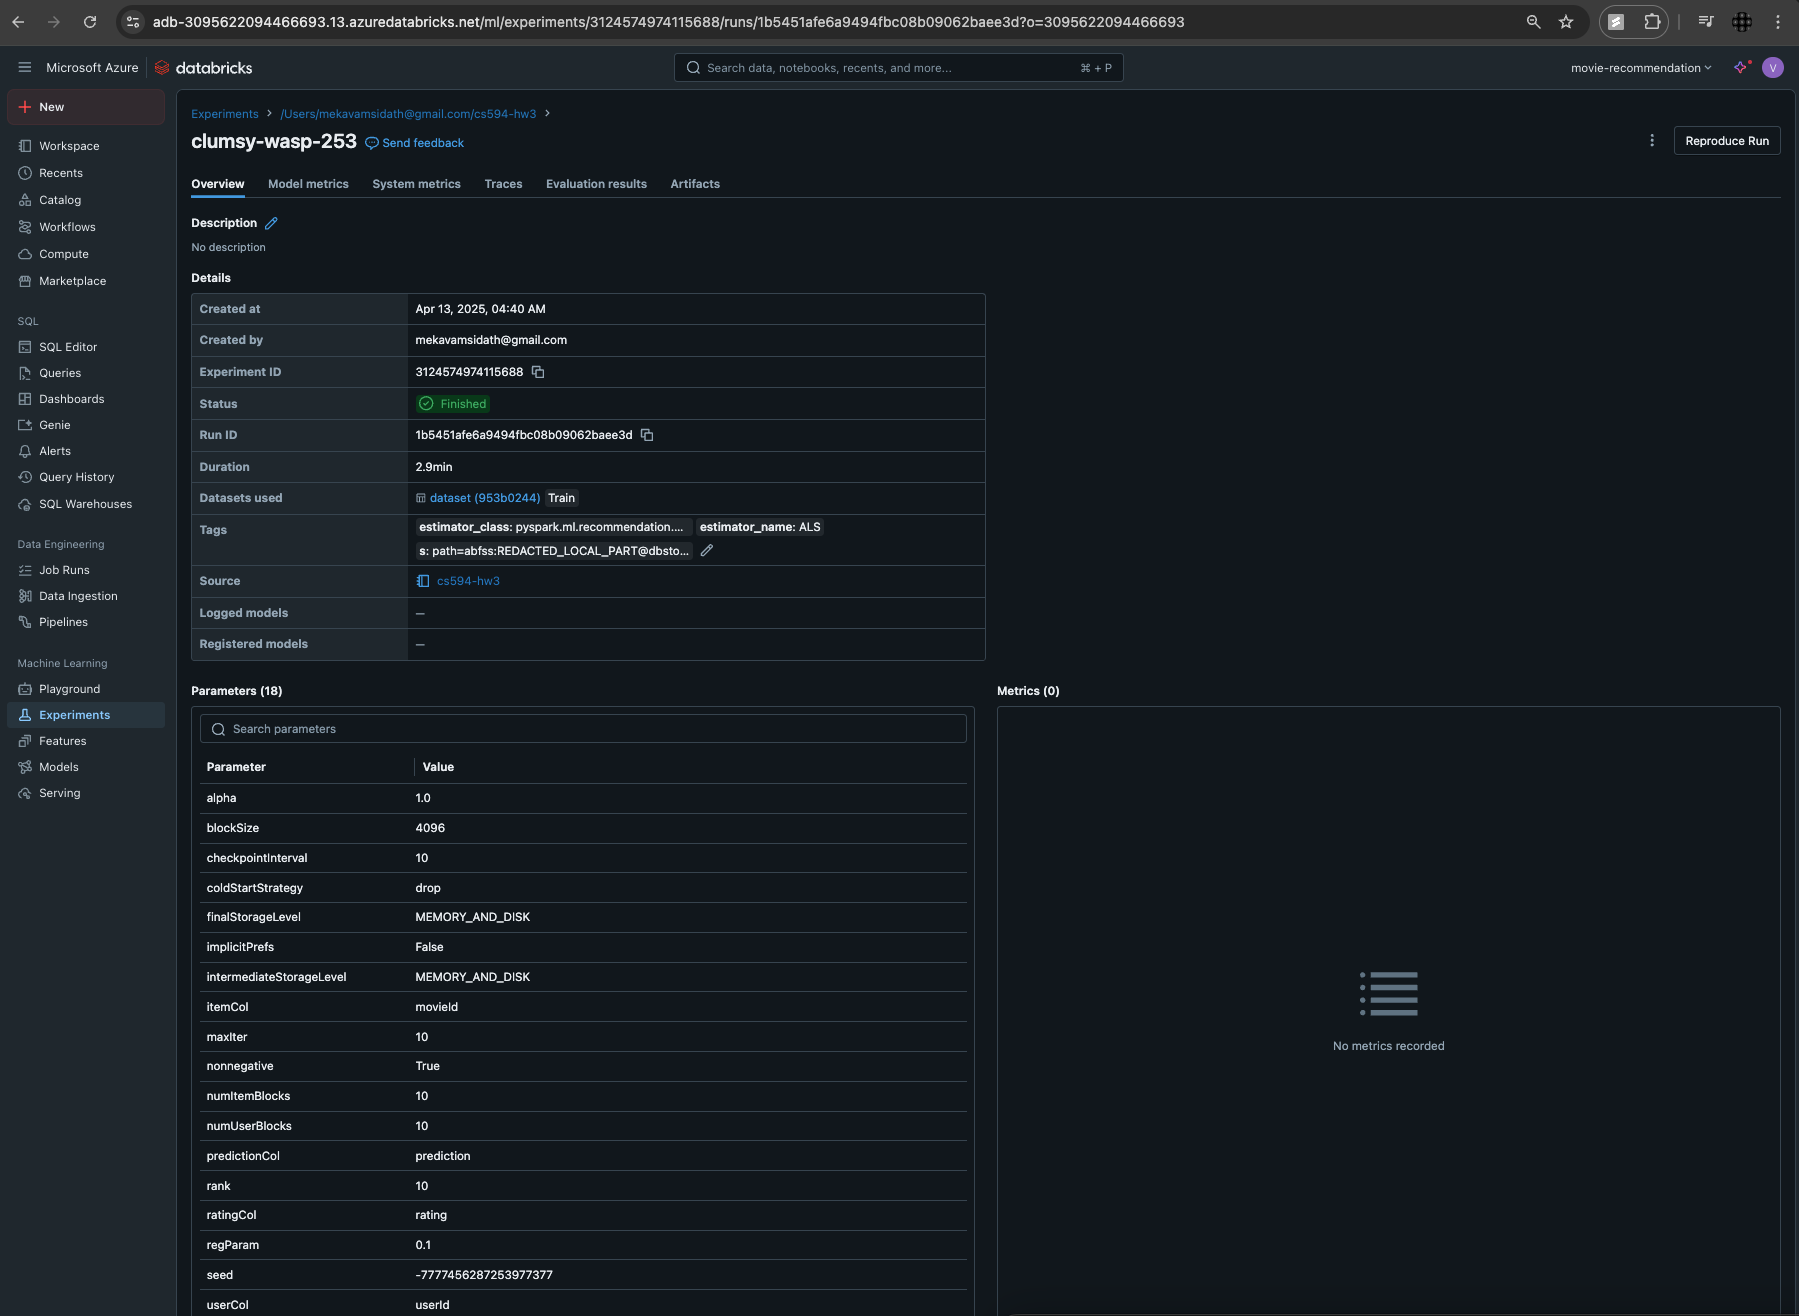 adb-3095622094466693.13.azuredatabricks.net/ml/experiments/3124574974115688/runs/1b5451afe6a9494fbc08b09062baee3d?o=3095622094466693
Microsoft Azure databricks
Search data, notebooks, recents, and more... ⌘ + P
movie-recommendation
V
New
Workspace
Recents
Catalog
Workflows
Compute
Marketplace
SQL
SQL Editor
Queries
Dashboards
Genie
Alerts
Query History
SQL Warehouses
Data Engineering
Job Runs
Data Ingestion
Pipelines
Machine Learning
Playground
Experiments
Features
Models
Serving
Experiments > /Users/mekavamsidath@gmail.com/cs594-hw3 >
clumsy-wasp-253 Send feedback
Reproduce Run
Overview Model metrics System metrics Traces Evaluation results Artifacts
Description
No description
Details
Created at Apr 13, 2025, 04:40 AM
Created by mekavamsidath@gmail.com
Experiment ID 3124574974115688
Status Finished
Run ID 1b5451afe6a9494fbc08b09062baee3d
Duration 2.9min
Datasets used dataset (953b0244) Train
Tags estimator_class: pyspark.ml.recommendation.... estimator_name: ALS
s: path=abfss:REDACTED_LOCAL_PART@dbsto...
Source cs594-hw3
Logged models —
Registered models —
Parameters (18)
Search parameters
Parameter Value
alpha 1.0
blockSize 4096
checkpointInterval 10
coldStartStrategy drop
finalStorageLevel MEMORY_AND_DISK
implicitPrefs False
intermediateStorageLevel MEMORY_AND_DISK
itemCol movieId
maxIter 10
nonnegative True
numItemBlocks 10
numUserBlocks 10
predictionCol prediction
rank 10
ratingCol rating
regParam 0.1
seed -7777456287253977377
userCol userId
Metrics (0)
No metrics recorded